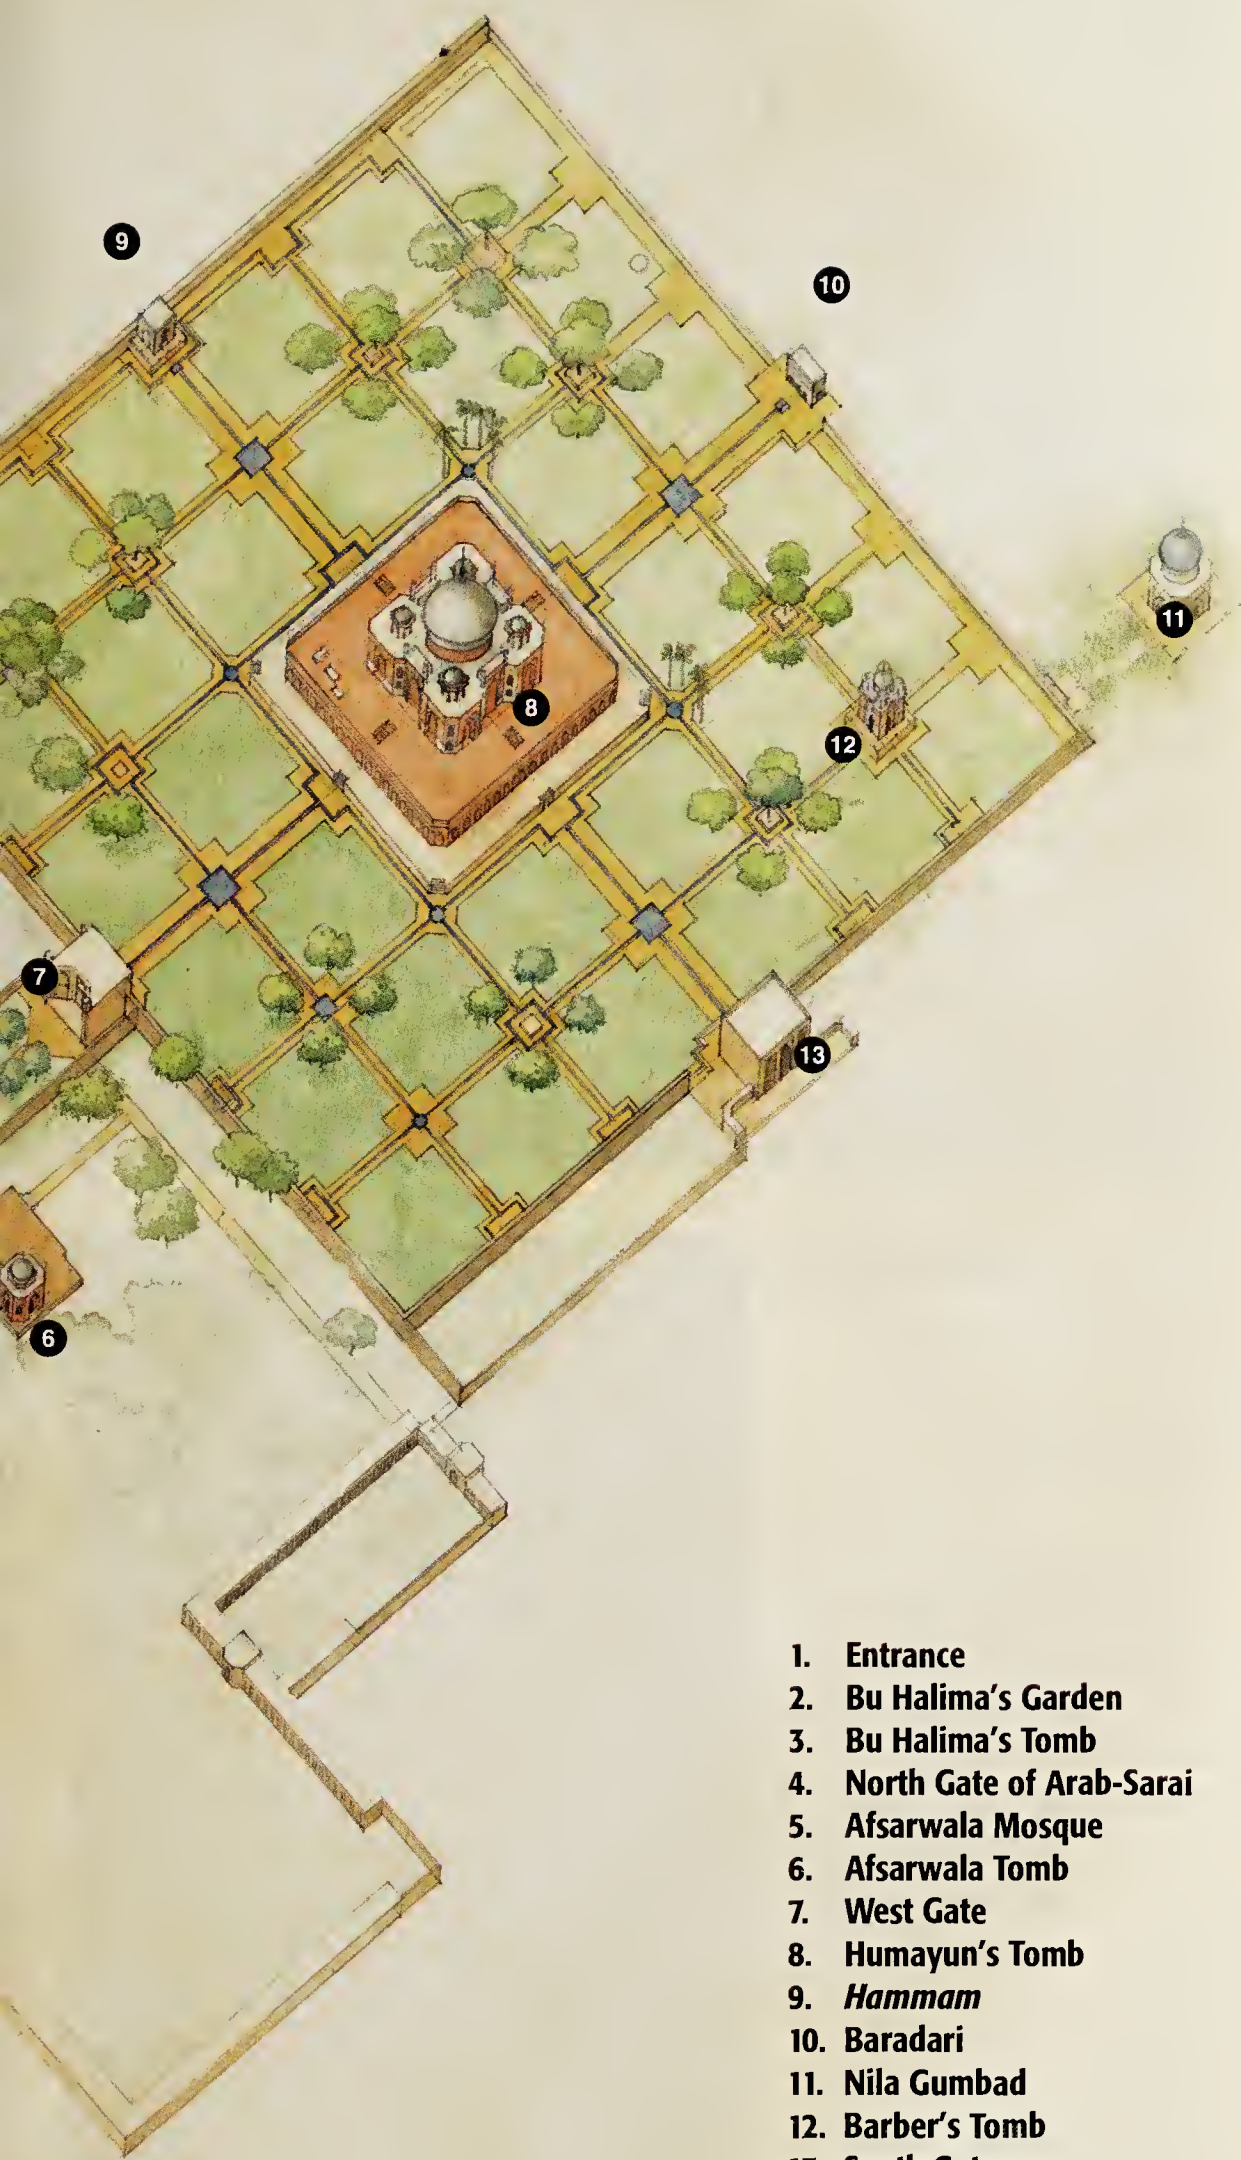 9
10
11
8
12
7
13
6
1. Entrance
2. Bu Halima's Garden
3. Bu Halima's Tomb
4. North Gate of Arab-Sarai
5. Afsarwala Mosque
6. Afsarwala Tomb
7. West Gate
8. Humayun's Tomb
9. Hammam
10. Baradari
11. Nila Gumbad
12. Barber's Tomb